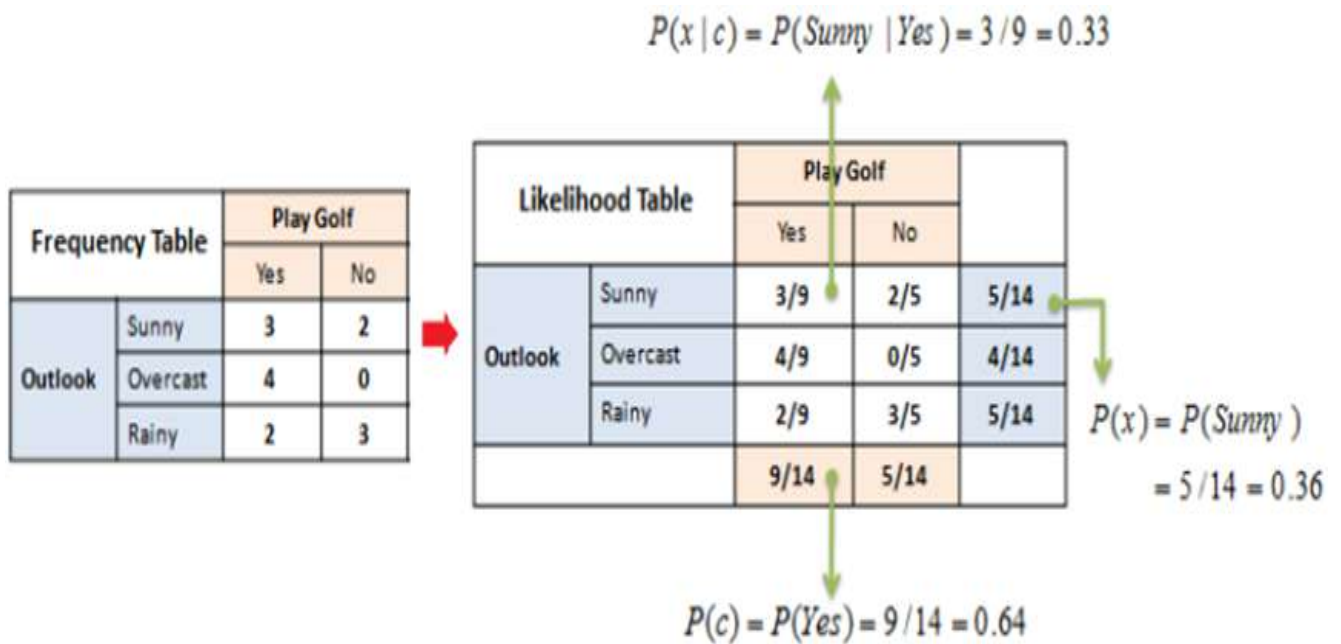 P(x | c) = P(Sunny | Yes) = 3 / 9 = 0.33
Frequency Table
Play Golf
Yes No
Outlook
Sunny 3 2
Overcast 4 0
Rainy 2 3
Likelihood Table
Play Golf
Yes No
Outlook
Sunny 3/9 2/5 5/14
Overcast 4/9 0/5 4/14
Rainy 2/9 3/5 5/14
9/14 5/14
P(x) = P(Sunny )
= 5 / 14 = 0.36
P(c) = P(Yes) = 9 / 14 = 0.64